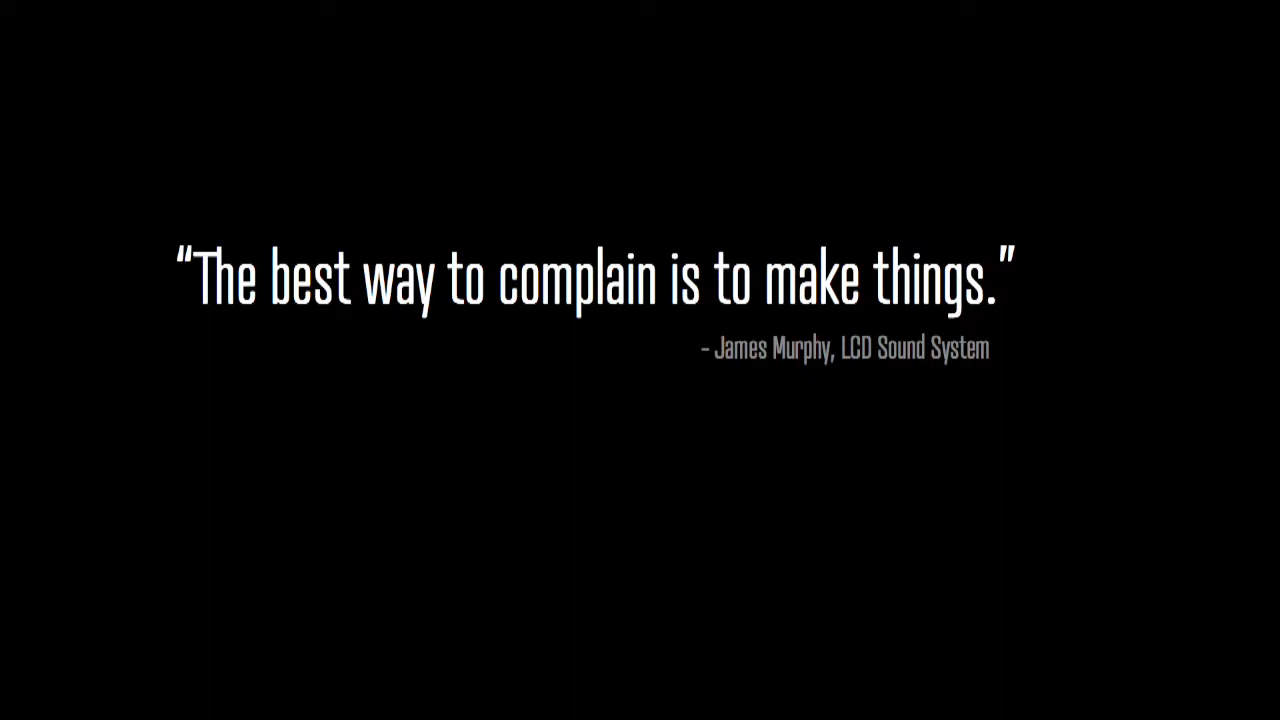 “The best way to complain is to make things.”
- James Murphy, LCD Sound System